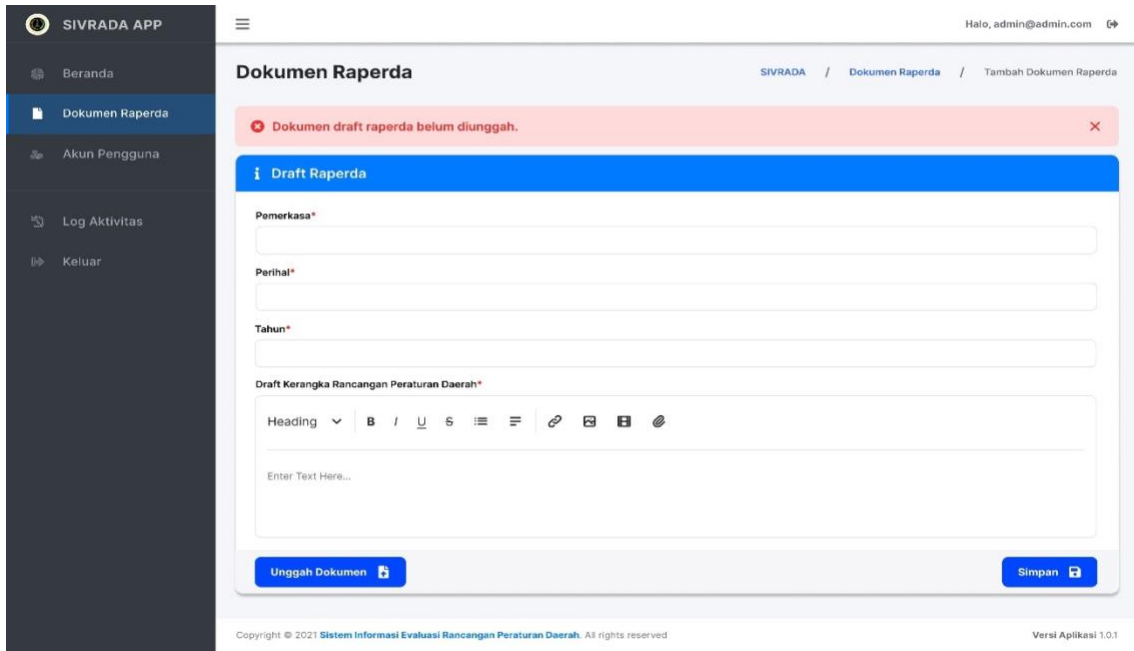 SIVRADA APP
Halo, admin@admin.com
Beranda
Dokumen Raperda
Akun Pengguna
Log Aktivitas
Keluar
Dokumen Raperda
SIVRADA / Dokumen Raperda / Tambah Dokumen Raperda
Dokumen draft raperda belum diunggah.
Draft Raperda
Pemerkasa*
Perihal*
Tahun*
Draft Kerangka Rancangan Peraturan Daerah*
Heading B I U S
Enter Text Here...
Unggah Dokumen
Simpan
Copyright © 2021 Sistem Informasi Evaluasi Rancangan Peraturan Daerah. All rights reserved
Versi Aplikasi 1.0.1